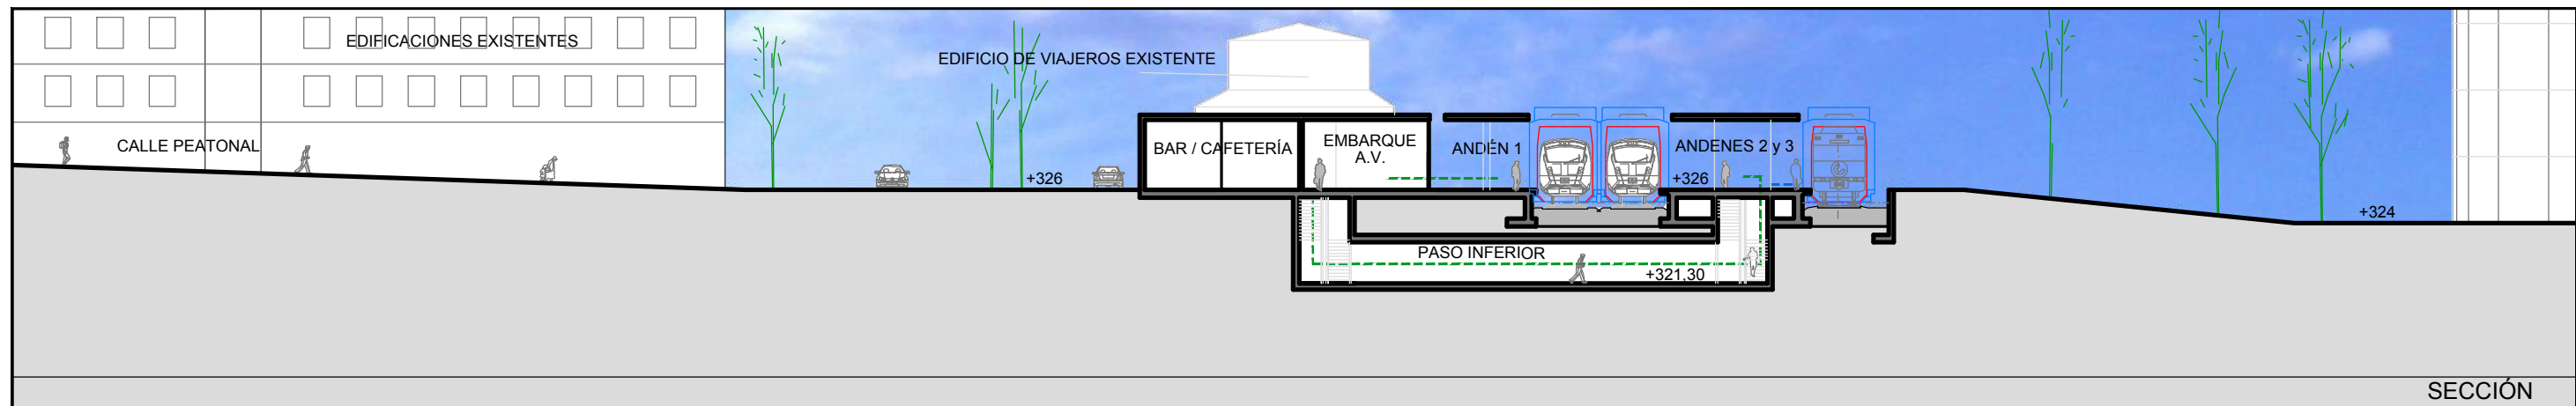 EDIFICACIONES EXISTENTES
EDIFICIO DE VIAJEROS EXISTENTE
CALLE PEATONAL
BAR / CAFETERÍA
EMBARQUE
A.V.
ANDÉN 1
ANDENES 2 y 3
+326
+326
+324
PASO INFERIOR
+321,30
SECCIÓN